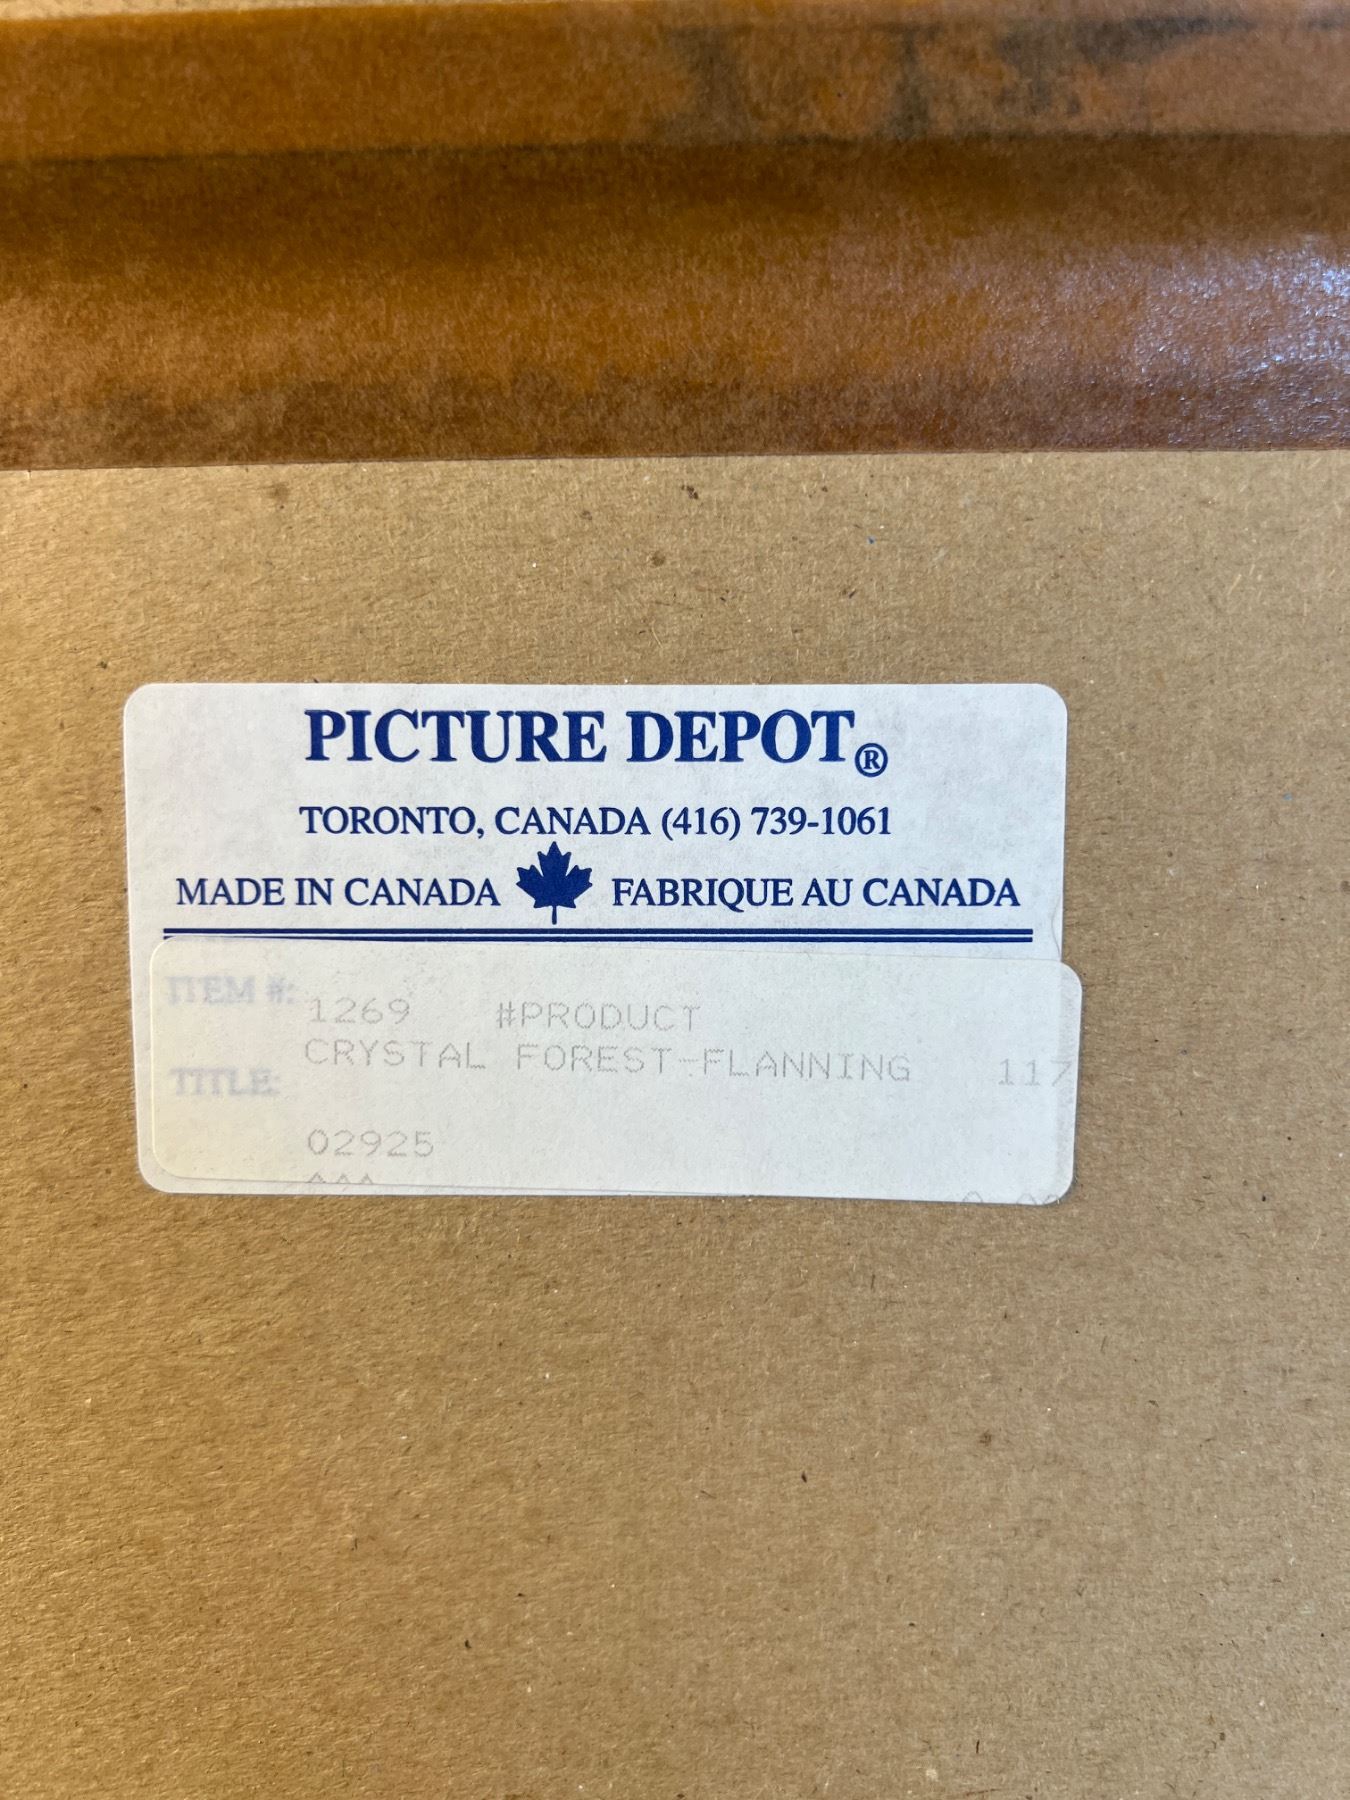 PICTURE DEPOT®
TORONTO, CANADA (416) 739-1061
MADE IN CANADA FABRIQUE AU CANADA
ITEM #: 1269 #PRODUCT
CRYSTAL FOREST-FLANNING 117
TITLE:
02925